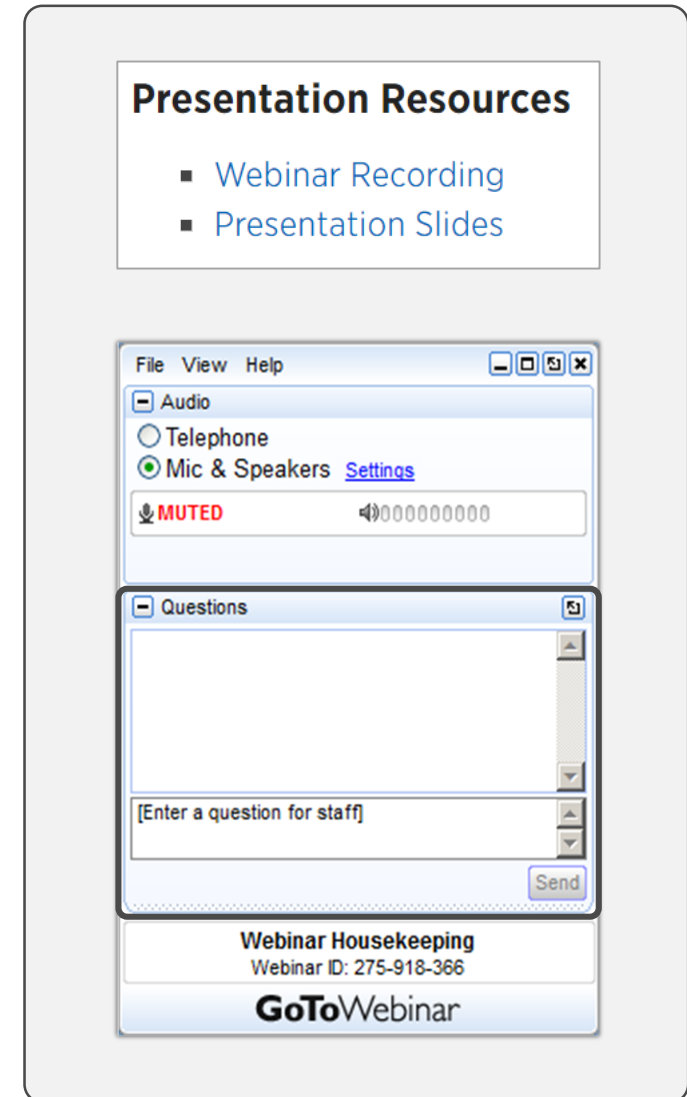 Presentation Resources
▪ Webinar Recording
▪ Presentation Slides
File View Help
Audio
Telephone
Mic & Speakers Settings
MUTED 000000000
Questions
[Enter a question for staff]
Send
Webinar Housekeeping
Webinar ID: 275-918-366
GoToWebinar